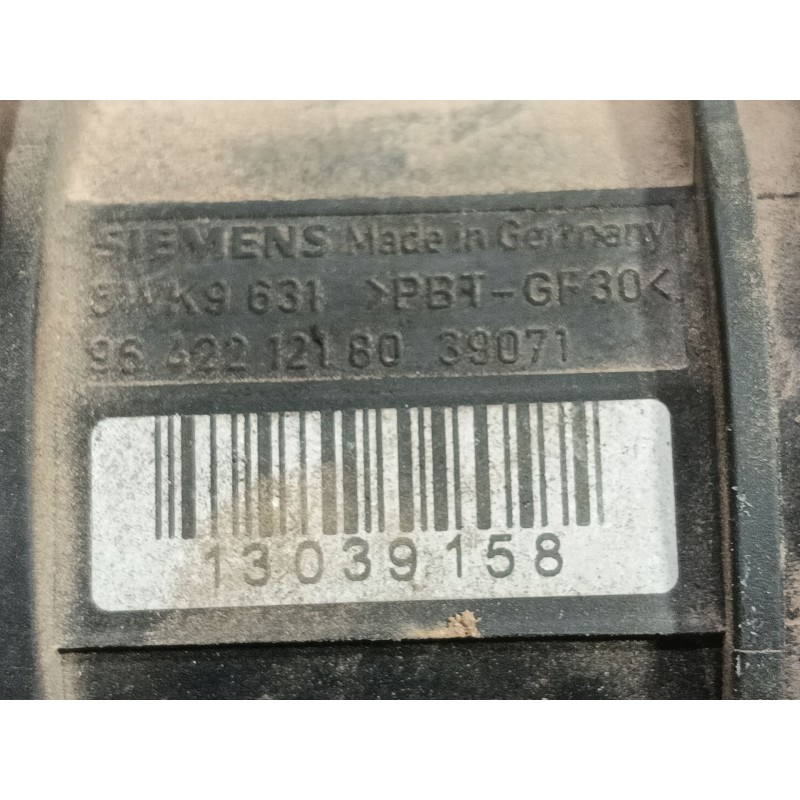 SIEMENS Made in Germany
5WK9 631 >PBT-GF30<
96 422 121 80 39071
13039158